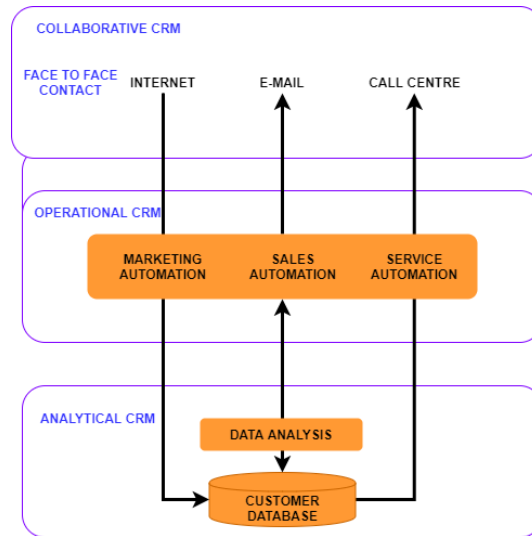 COLLABORATIVE CRM
FACE TO FACE
CONTACT
INTERNET
E-MAIL
CALL CENTRE
OPERATIONAL CRM
MARKETING
AUTOMATION
SALES
AUTOMATION
SERVICE
AUTOMATION
ANALYTICAL CRM
DATA ANALYSIS
CUSTOMER
DATABASE